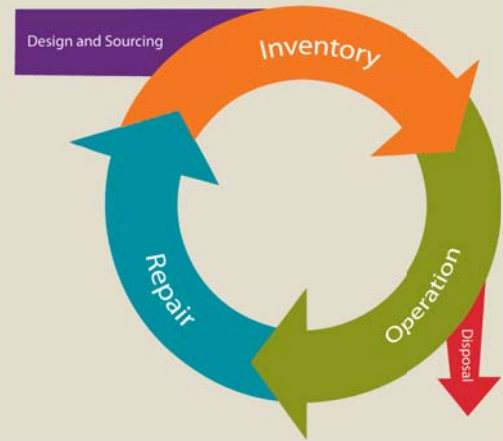 Design and Sourcing
Inventory
Operation
Disposal
Repair